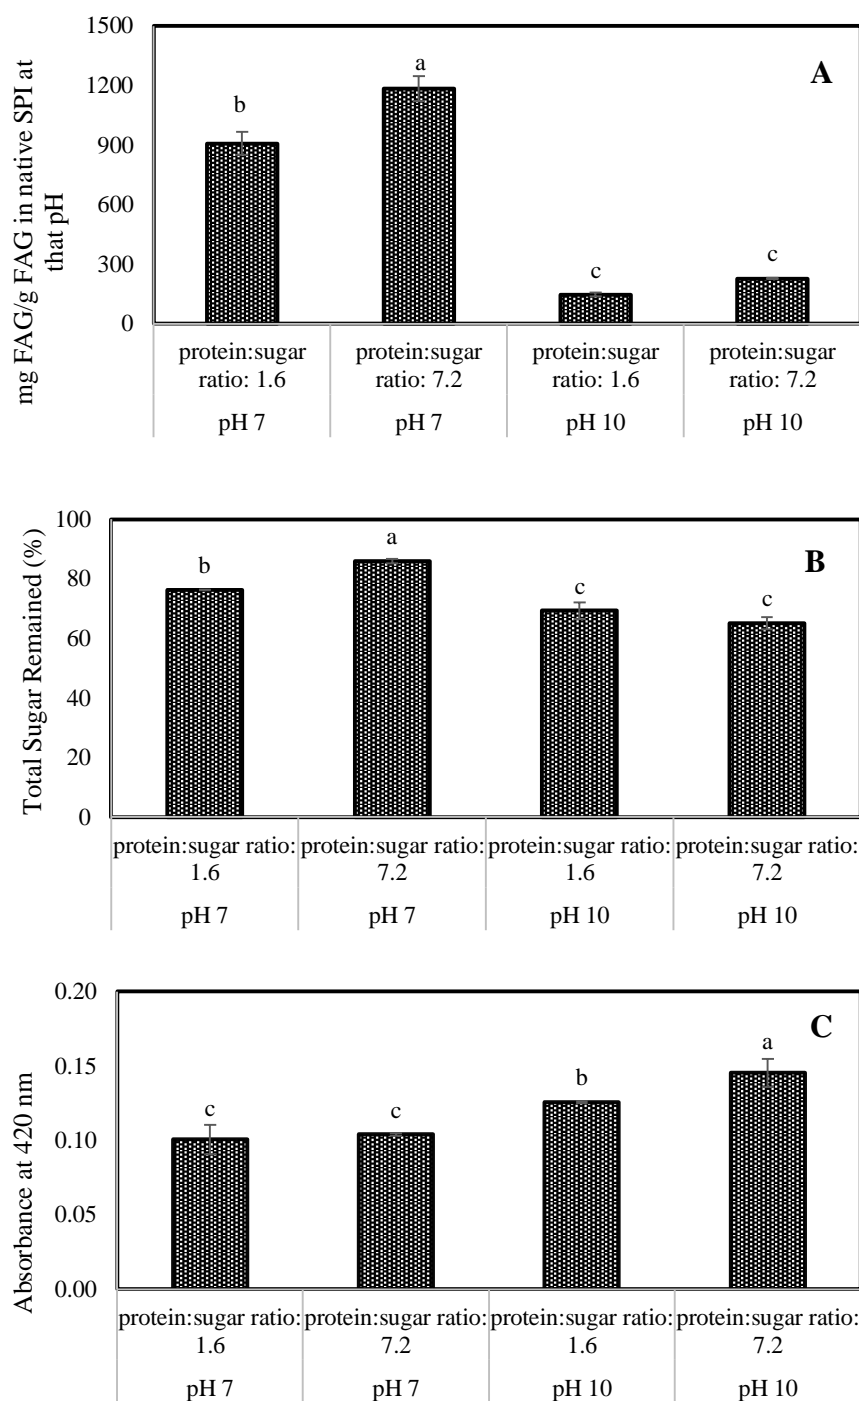 mg FAG/g FAG in native SPI at
that pH
1500
1200
900
600
300
0
A
b
a
c
c
protein:sugar
ratio: 1.6
protein:sugar
ratio: 7.2
protein:sugar
ratio: 1.6
protein:sugar
ratio: 7.2
pH 7
pH 7
pH 10
pH 10
Total Sugar Remained (%)
100
80
60
40
20
0
B
b
a
c
c
protein:sugar ratio:
1.6
protein:sugar ratio:
7.2
protein:sugar ratio:
1.6
protein:sugar ratio:
7.2
pH 7
pH 7
pH 10
pH 10
Absorbance at 420 nm
0.20
0.15
0.10
0.05
0.00
C
c
c
b
a
protein:sugar ratio:
1.6
protein:sugar ratio:
7.2
protein:sugar ratio:
1.6
protein:sugar ratio:
7.2
pH 7
pH 7
pH 10
pH 10